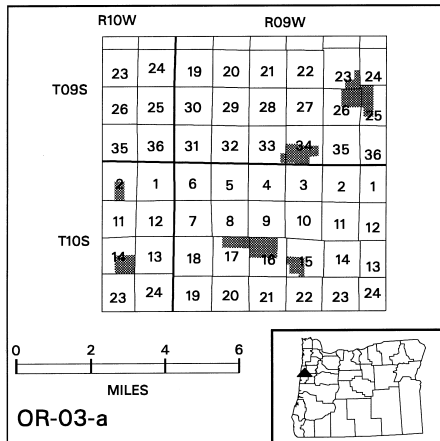 R10W R09W
T09S
23 24 19 20 21 22 23 24
26 25 30 29 28 27 26 25
35 36 31 32 33 34 35 36
T10S
2 1 6 5 4 3 2 1
11 12 7 8 9 10 11 12
14 13 18 17 16 15 14 13
23 24 19 20 21 22 23 24
0 2 4 6
MILES
OR-03-a